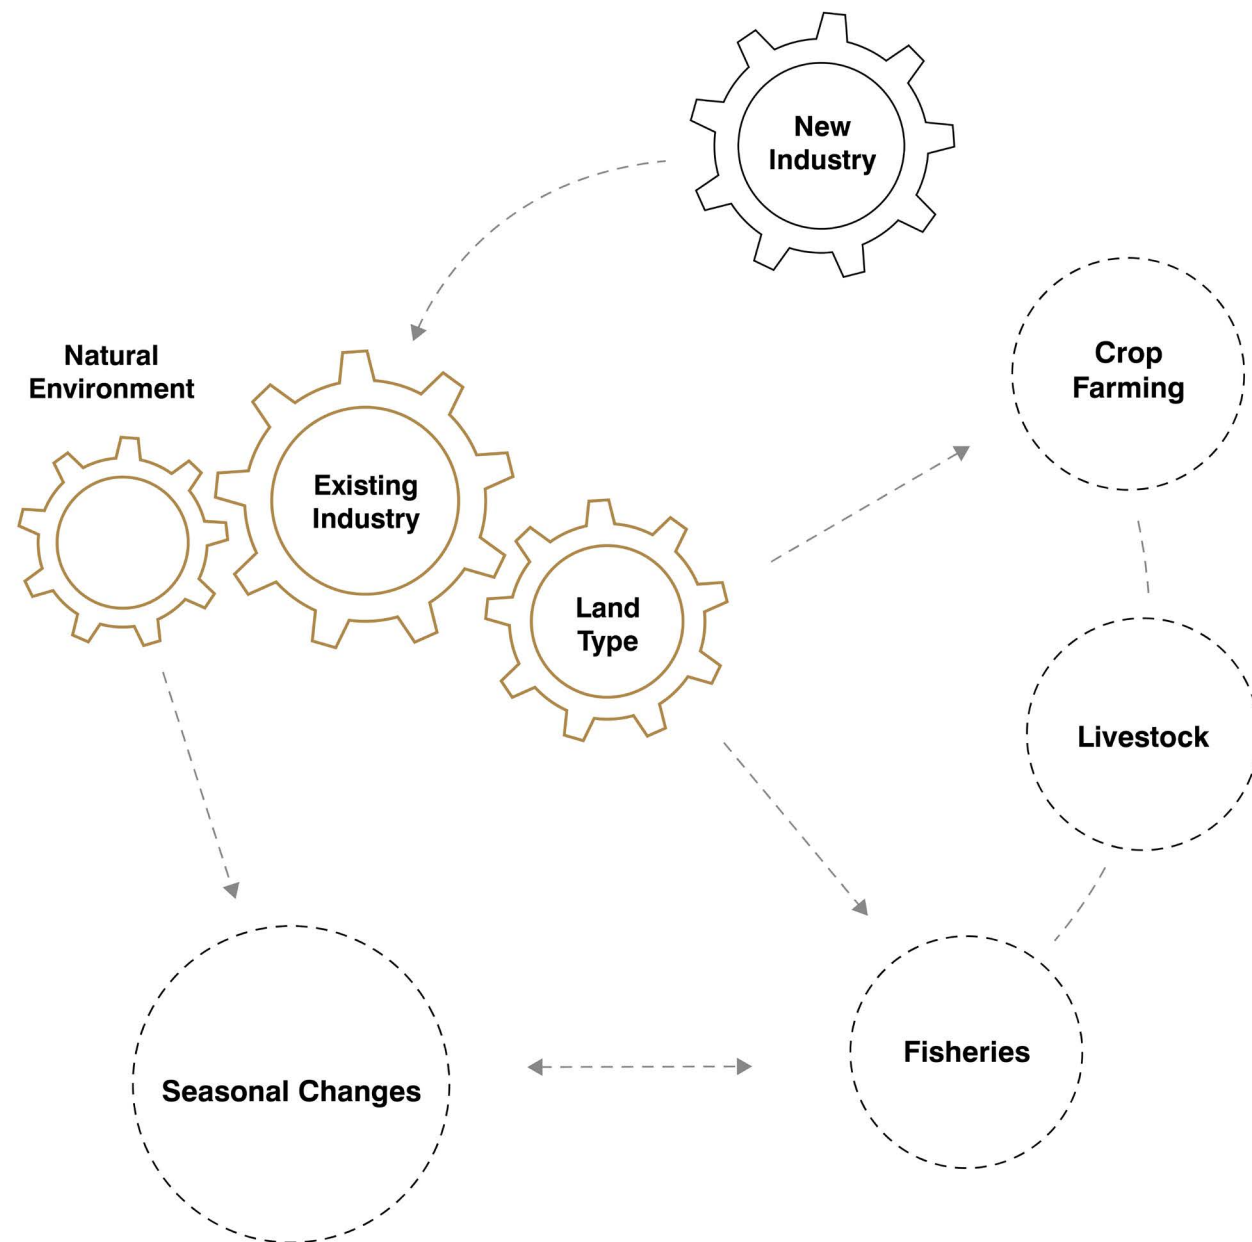 New
Industry
Crop
Farming
Natural
Environment
Existing
Industry
Land
Type
Livestock
Fisheries
Seasonal Changes